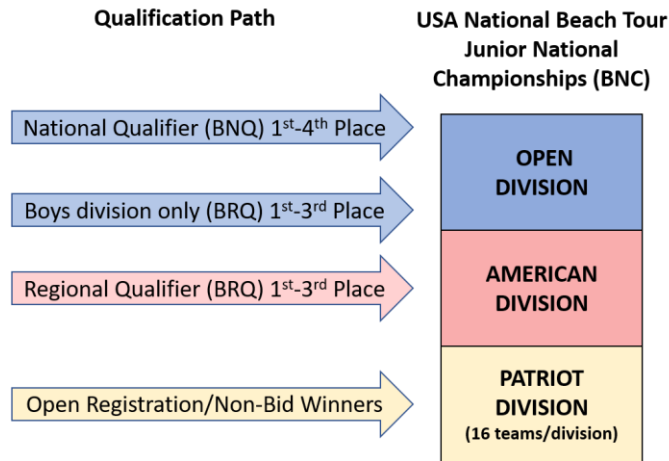 Qualification Path
USA National Beach Tour
Junior National
Championships (BNC)
National Qualifier (BNQ) 1st-4th Place
OPEN
DIVISION
Boys division only (BRQ) 1st-3rd Place
Regional Qualifier (BRQ) 1st-3rd Place
AMERICAN
DIVISION
Open Registration/Non-Bid Winners
PATRIOT
DIVISION
(16 teams/division)